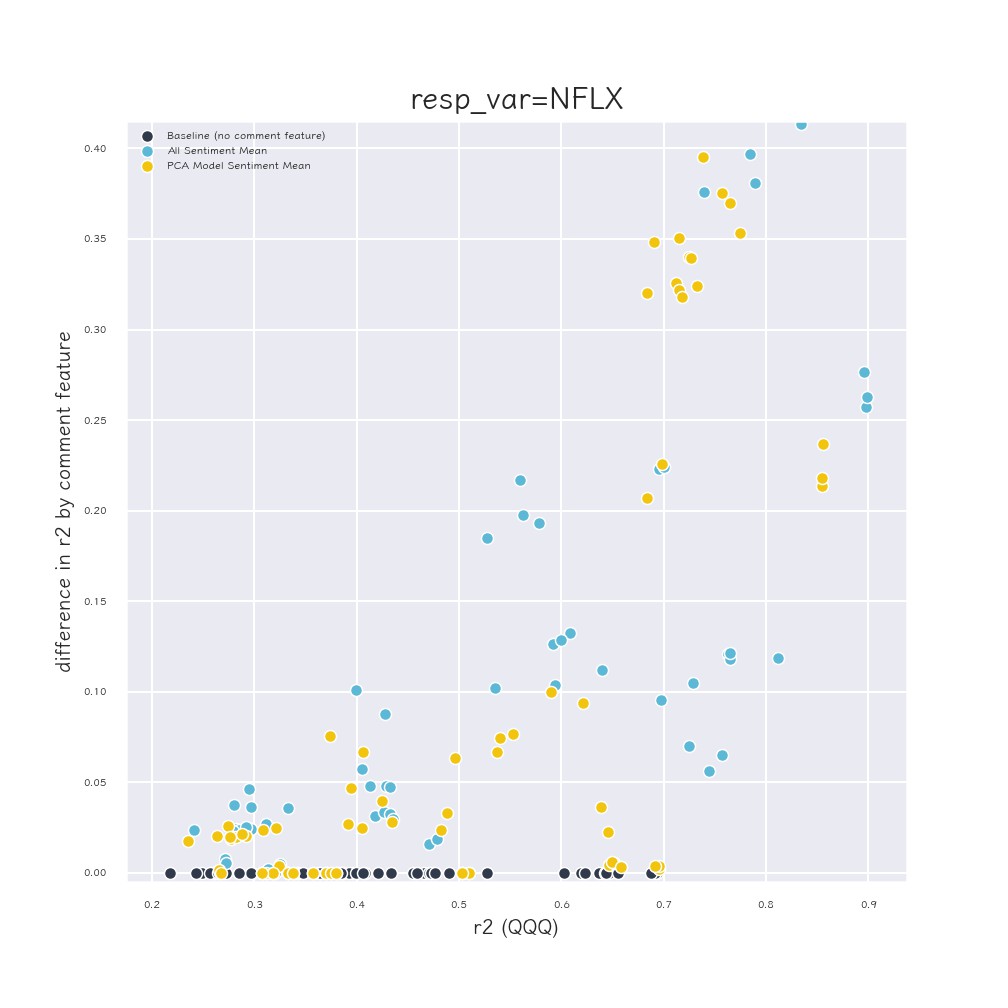 resp_var=NFLX
Baseline (no comment feature)
All Sentiment Mean
PCA Model Sentiment Mean
0.40
0.35
0.30
0.25
0.20
0.15
0.10
0.05
0.00
difference in r2 by comment feature
0.2 0.3 0.4 0.5 0.6 0.7 0.8 0.9
r2 (QQQ)